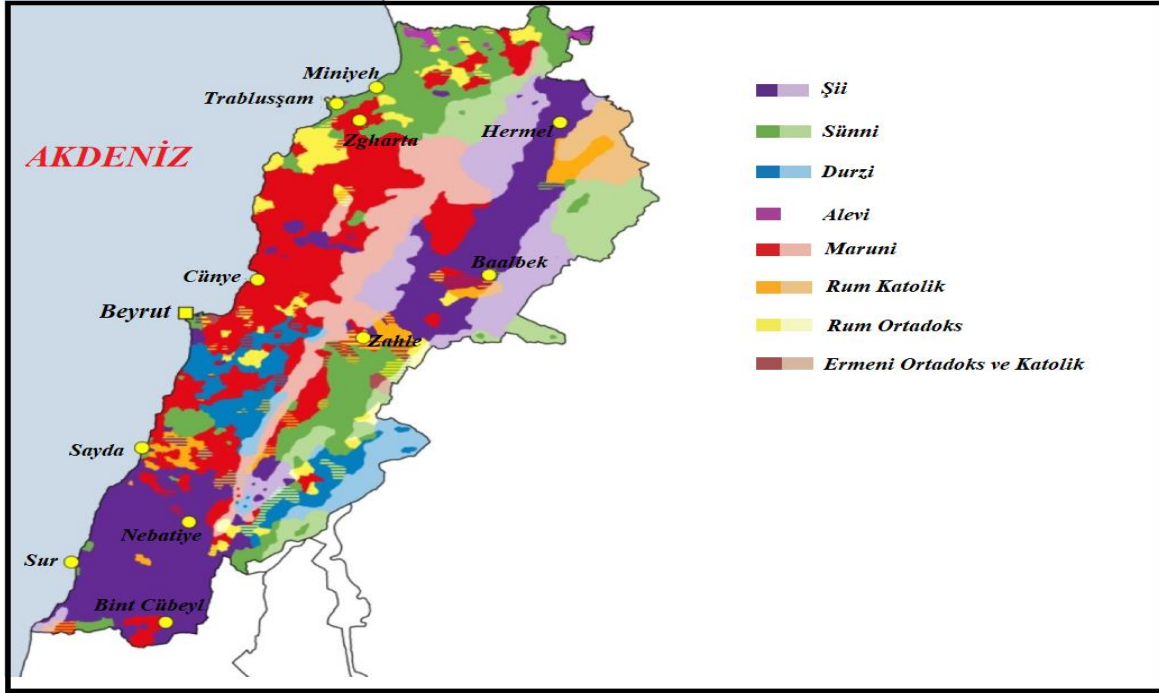 Miniyeh
Trablusşam
Zgharta
Hermel
AKDENİZ
Cünye
Baalbek
Beyrut
Zahle
Sayda
Nebatiye
Sur
Bint Cübeyl
Şii
Sünni
Durzi
Alevi
Maruni
Rum Katolik
Rum Ortadoks
Ermeni Ortadoks ve Katolik